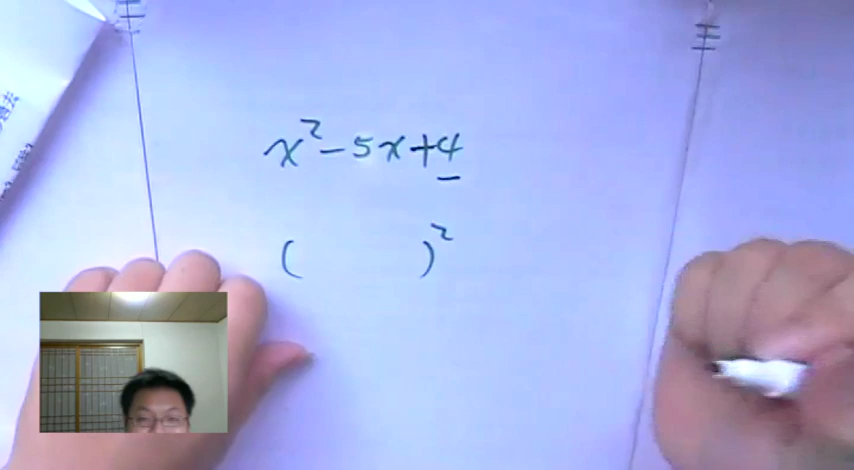 x² - 5x + 4
(      )²